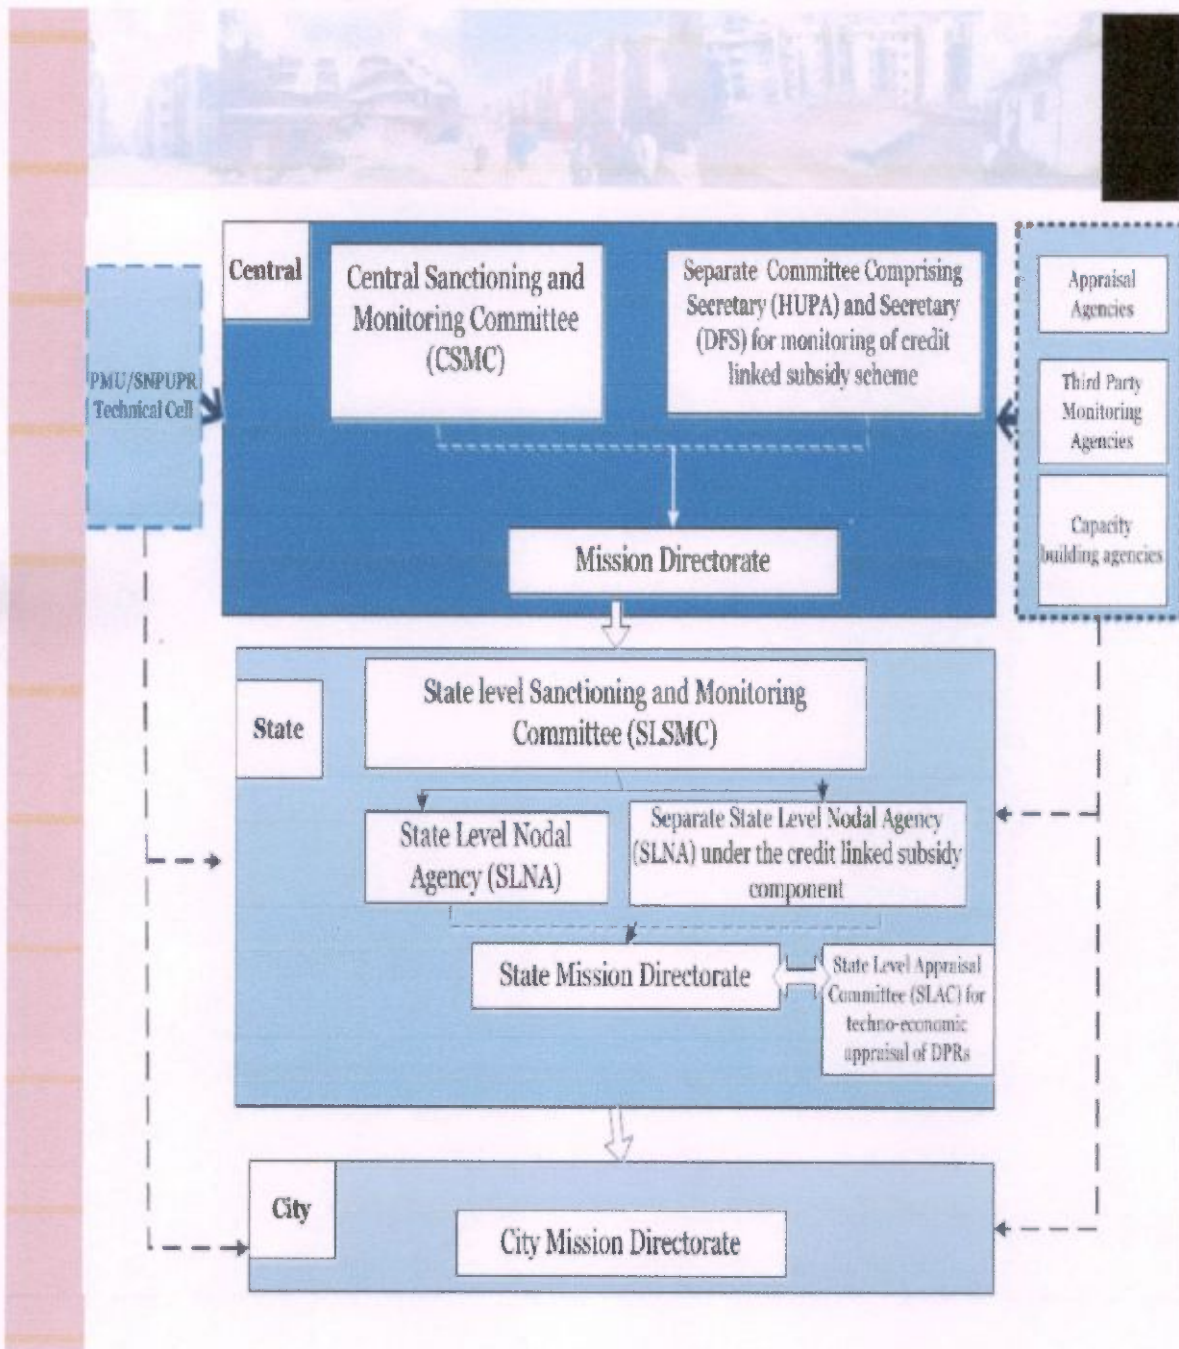 Central
Central Sanctioning and
Monitoring Committee
(CSMC)
Separate Committee Comprising
Secretary (HUPA) and Secretary
(DFS) for monitoring of credit
linked subsidy scheme
Mission Directorate
PMU/SNPUPR
Technical Cell
Appraisal
Agencies
Third Party
Monitoring
Agencies
Capacity
building agencies
State
State level Sanctioning and Monitoring
Committee (SLSMC)
State Level Nodal
Agency (SLNA)
Separate State Level Nodal Agency
(SLNA) under the credit linked subsidy
component
State Mission Directorate
State Level Appraisal
Committee (SLAC) for
techno-economic
appraisal of DPRs
City
City Mission Directorate